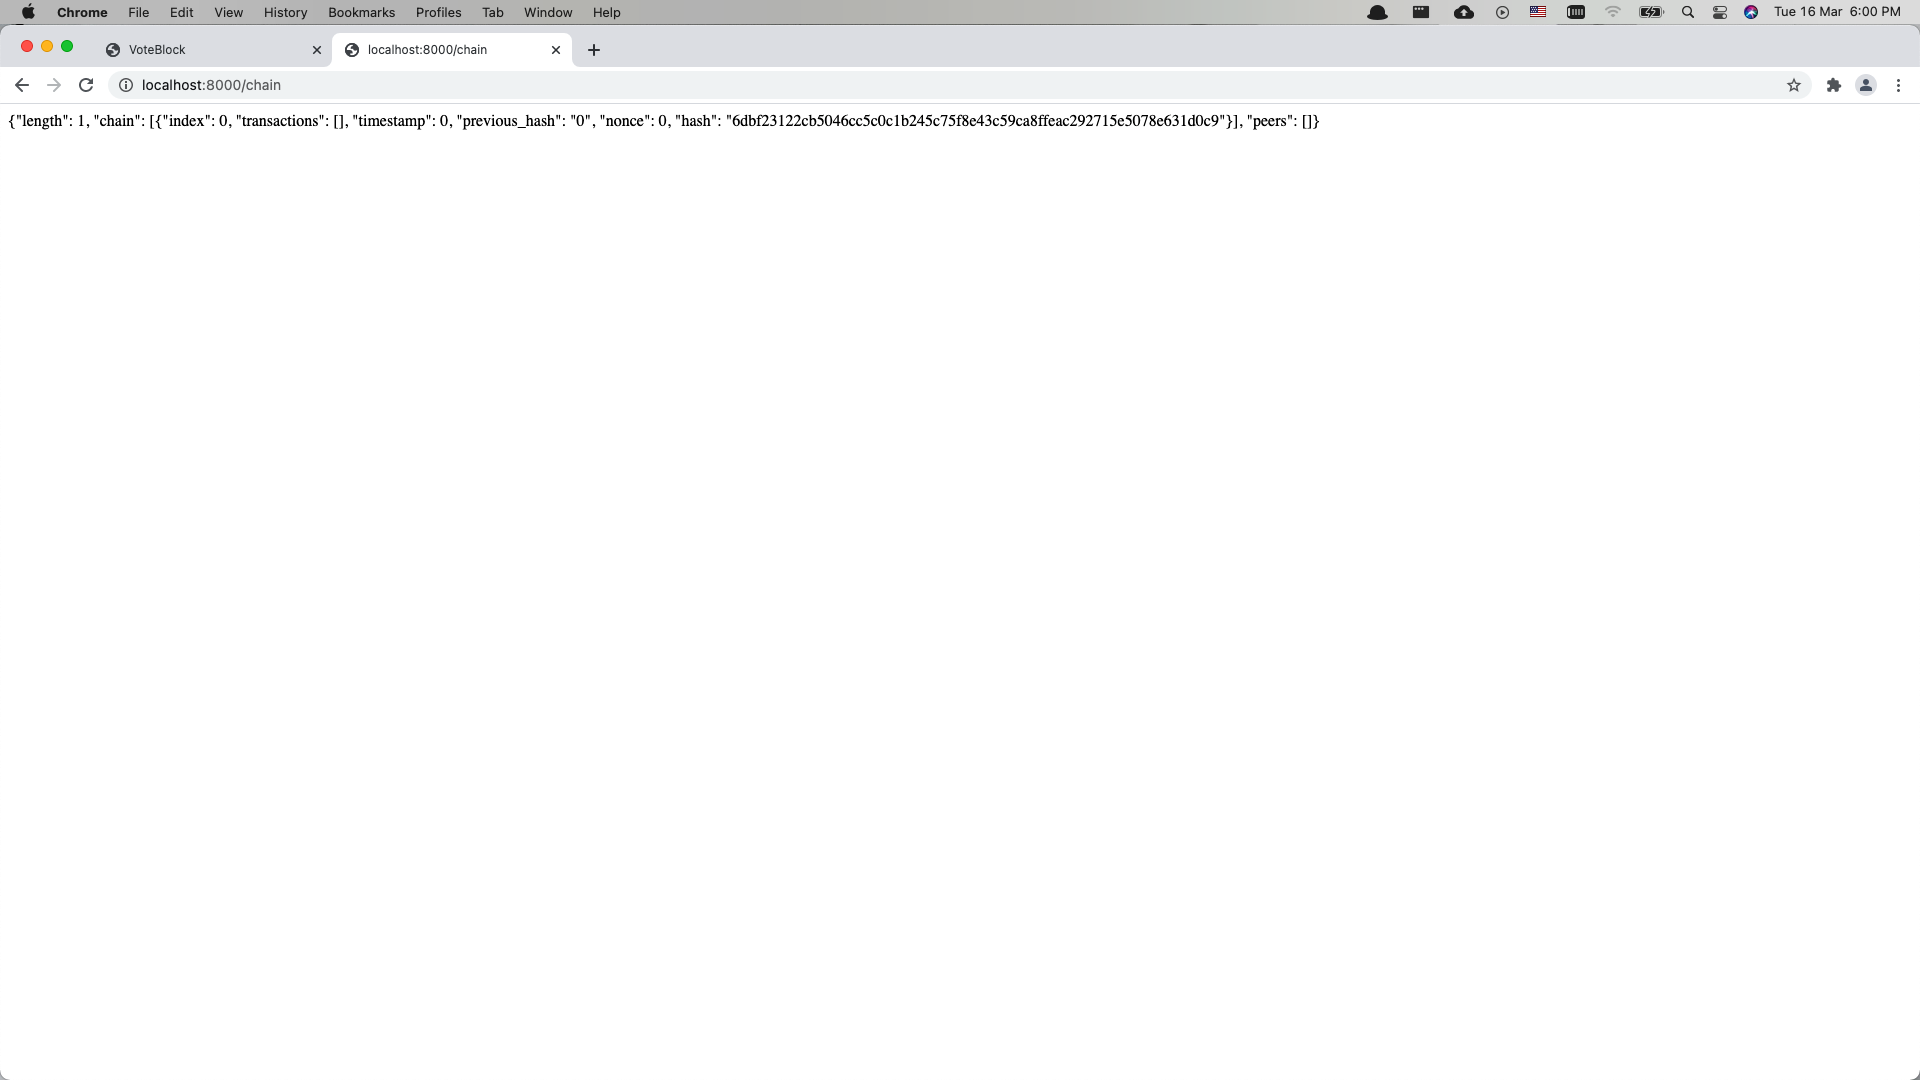 Chrome File Edit View History Bookmarks Profiles Tab Window Help Tue 16 Mar 6:00 PM
VoteBlock localhost:8000/chain
localhost:8000/chain
{"length": 1, "chain": [{"index": 0, "transactions": [], "timestamp": 0, "previous_hash": "0", "nonce": 0, "hash": "6dbf23122cb5046cc5c0c1b245c75f8e43c59ca8ffeac292715e5078e631d0c9"}], "peers": []}